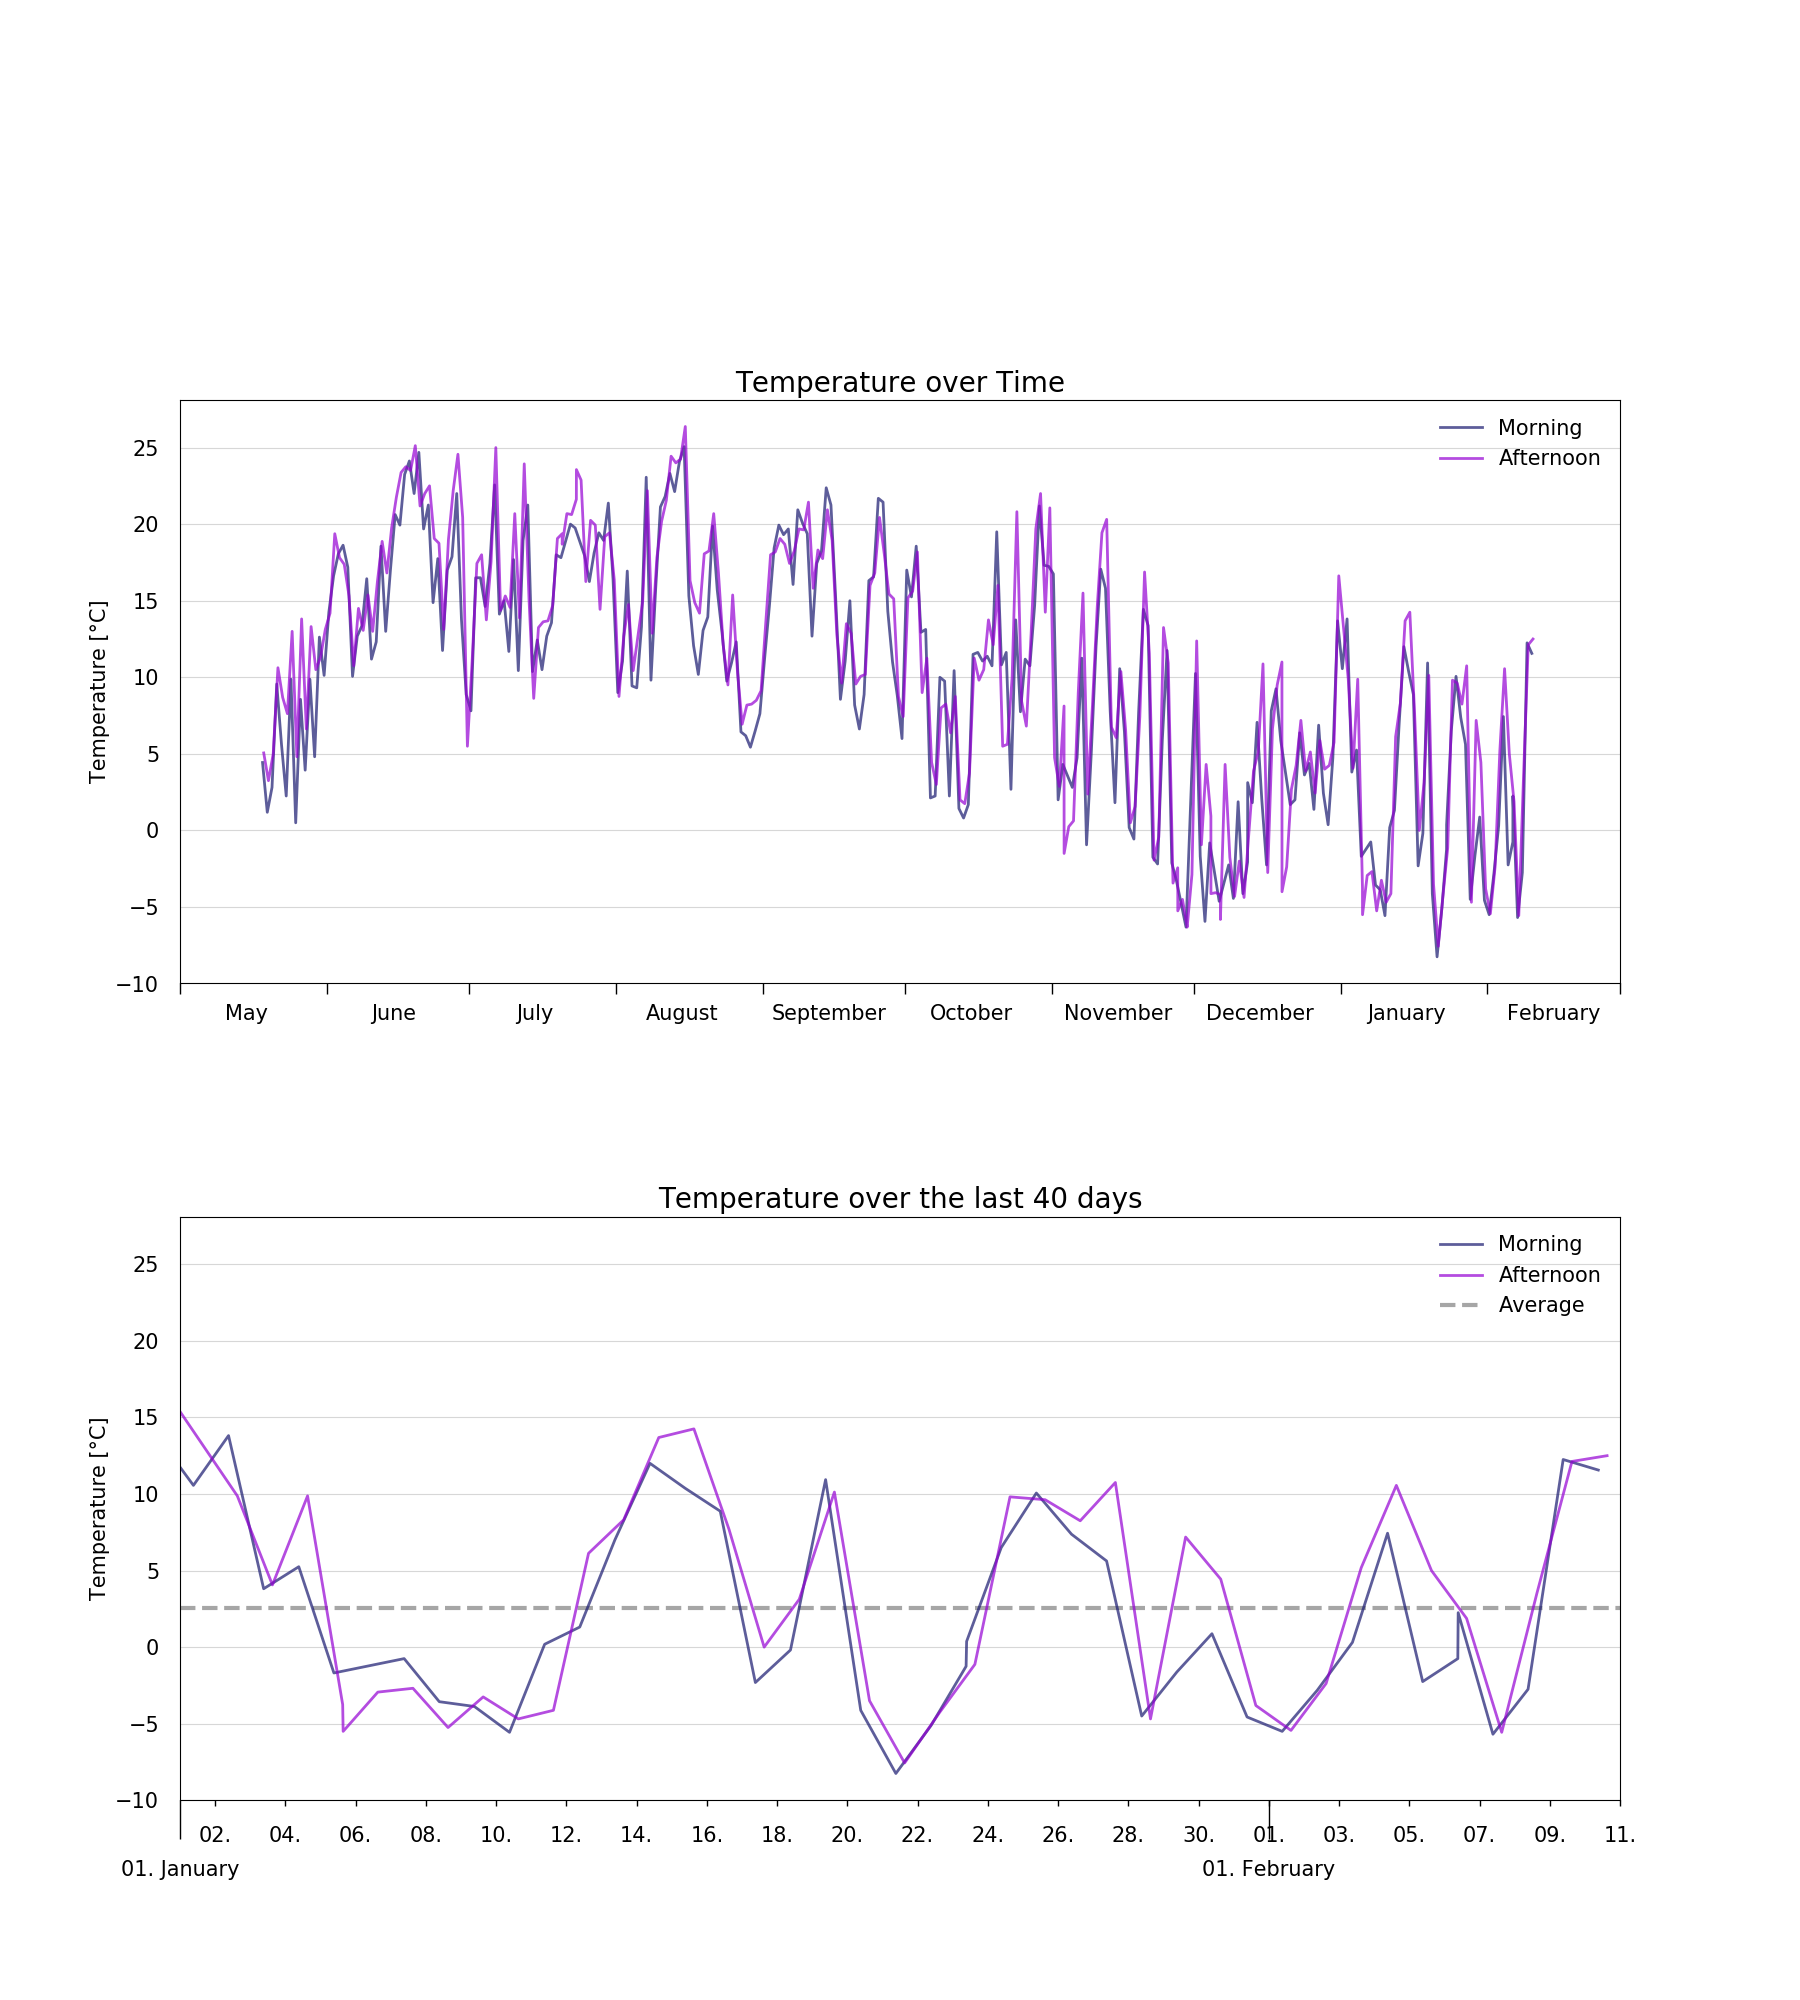 Temperature over Time
Morning
Afternoon
25
20
15
10
5
0
−5
−10
Temperature [°C]
May June July August September October November December January February
Temperature over the last 40 days
Morning
Afternoon
Average
25
20
15
10
5
0
−5
−10
Temperature [°C]
02. 04. 06. 08. 10. 12. 14. 16. 18. 20. 22. 24. 26. 28. 30. 01. 03. 05. 07. 09. 11.
01. January 01. February